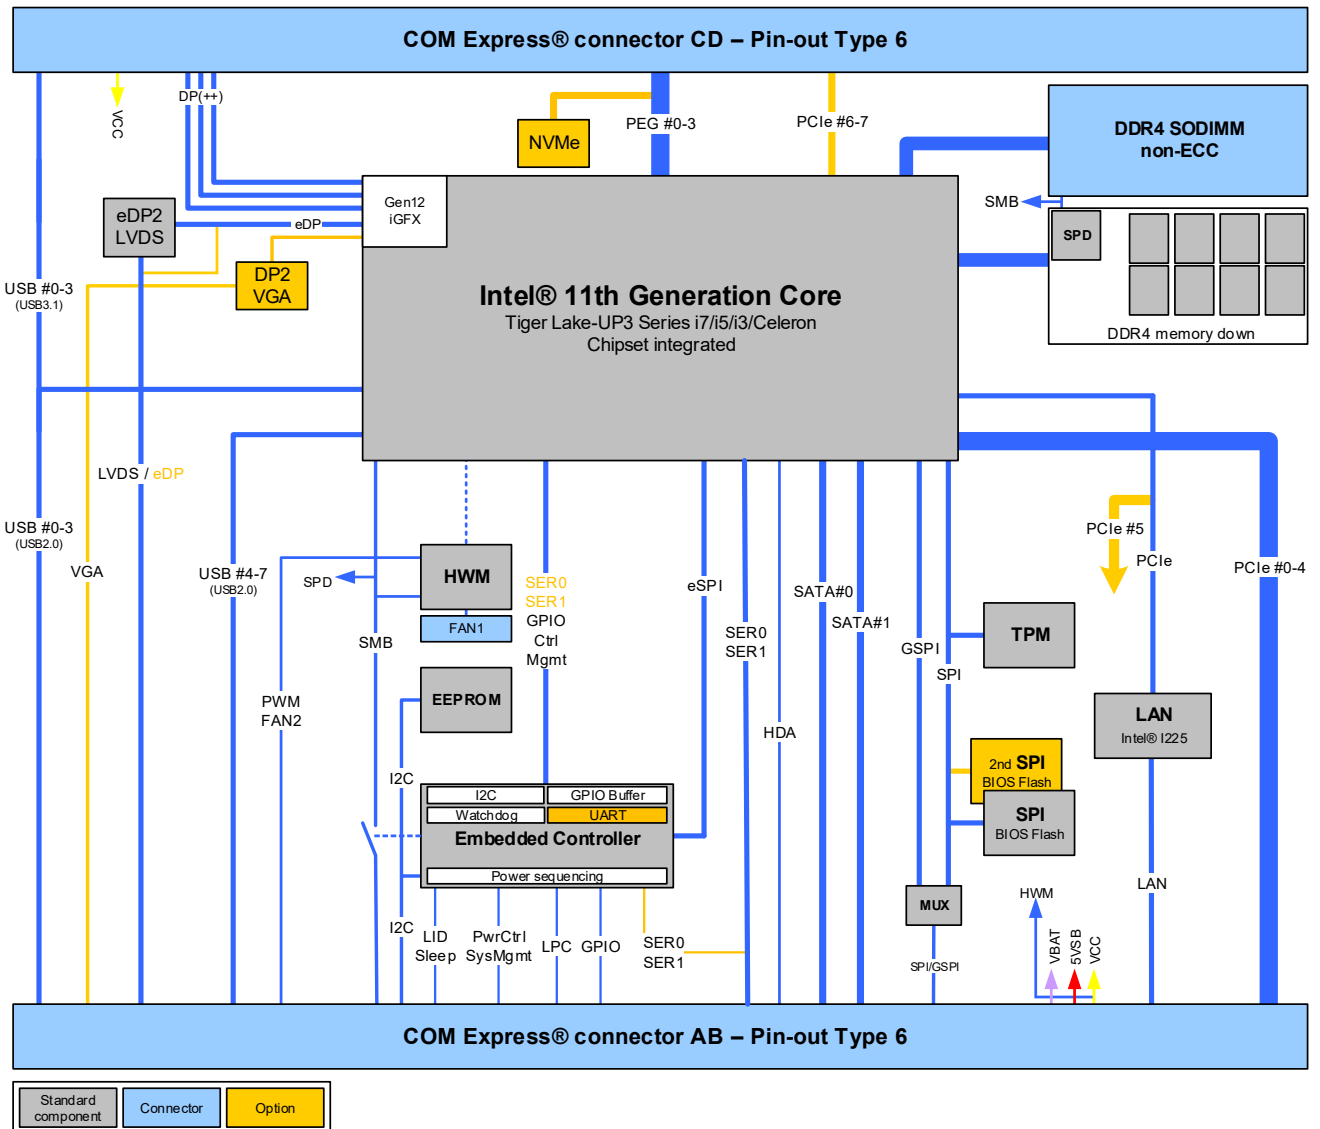 COM Express® connector CD – Pin-out Type 6
DP(++)
VCC
NVMe
PEG #0-3
PCIe #6-7
DDR4 SODIMM
non-ECC
SMB
SPD
DDR4 memory down
Gen12
iGFX
eDP2
LVDS
eDP
DP2
VGA
USB #0-3
(USB3.1)
Intel® 11th Generation Core
Tiger Lake-UP3 Series i7/i5/i3/Celeron
Chipset integrated
LVDS / eDP
USB #0-3
(USB2.0)
VGA
USB #4-7
(USB2.0)
SPD
HWM
FAN1
SMB
PWM
FAN2
EEPROM
I2C
SER0
SER1
GPIO
Ctrl
Mgmt
eSPI
SER0
SER1
HDA
SATA#0
SATA#1
GSPI
SPI
TPM
PCIe #5
PCIe
PCIe #0-4
LAN
Intel® I225
2nd SPI
BIOS Flash
SPI
BIOS Flash
I2C
GPIO Buffer
Watchdog
UART
Embedded Controller
Power sequencing
I2C
LID
Sleep
PwrCtrl
SysMgmt
LPC
GPIO
SER0
SER1
MUX
SPI/GSPI
HWM
VBAT
5VSB
VCC
LAN
COM Express® connector AB – Pin-out Type 6
Standard
component
Connector
Option